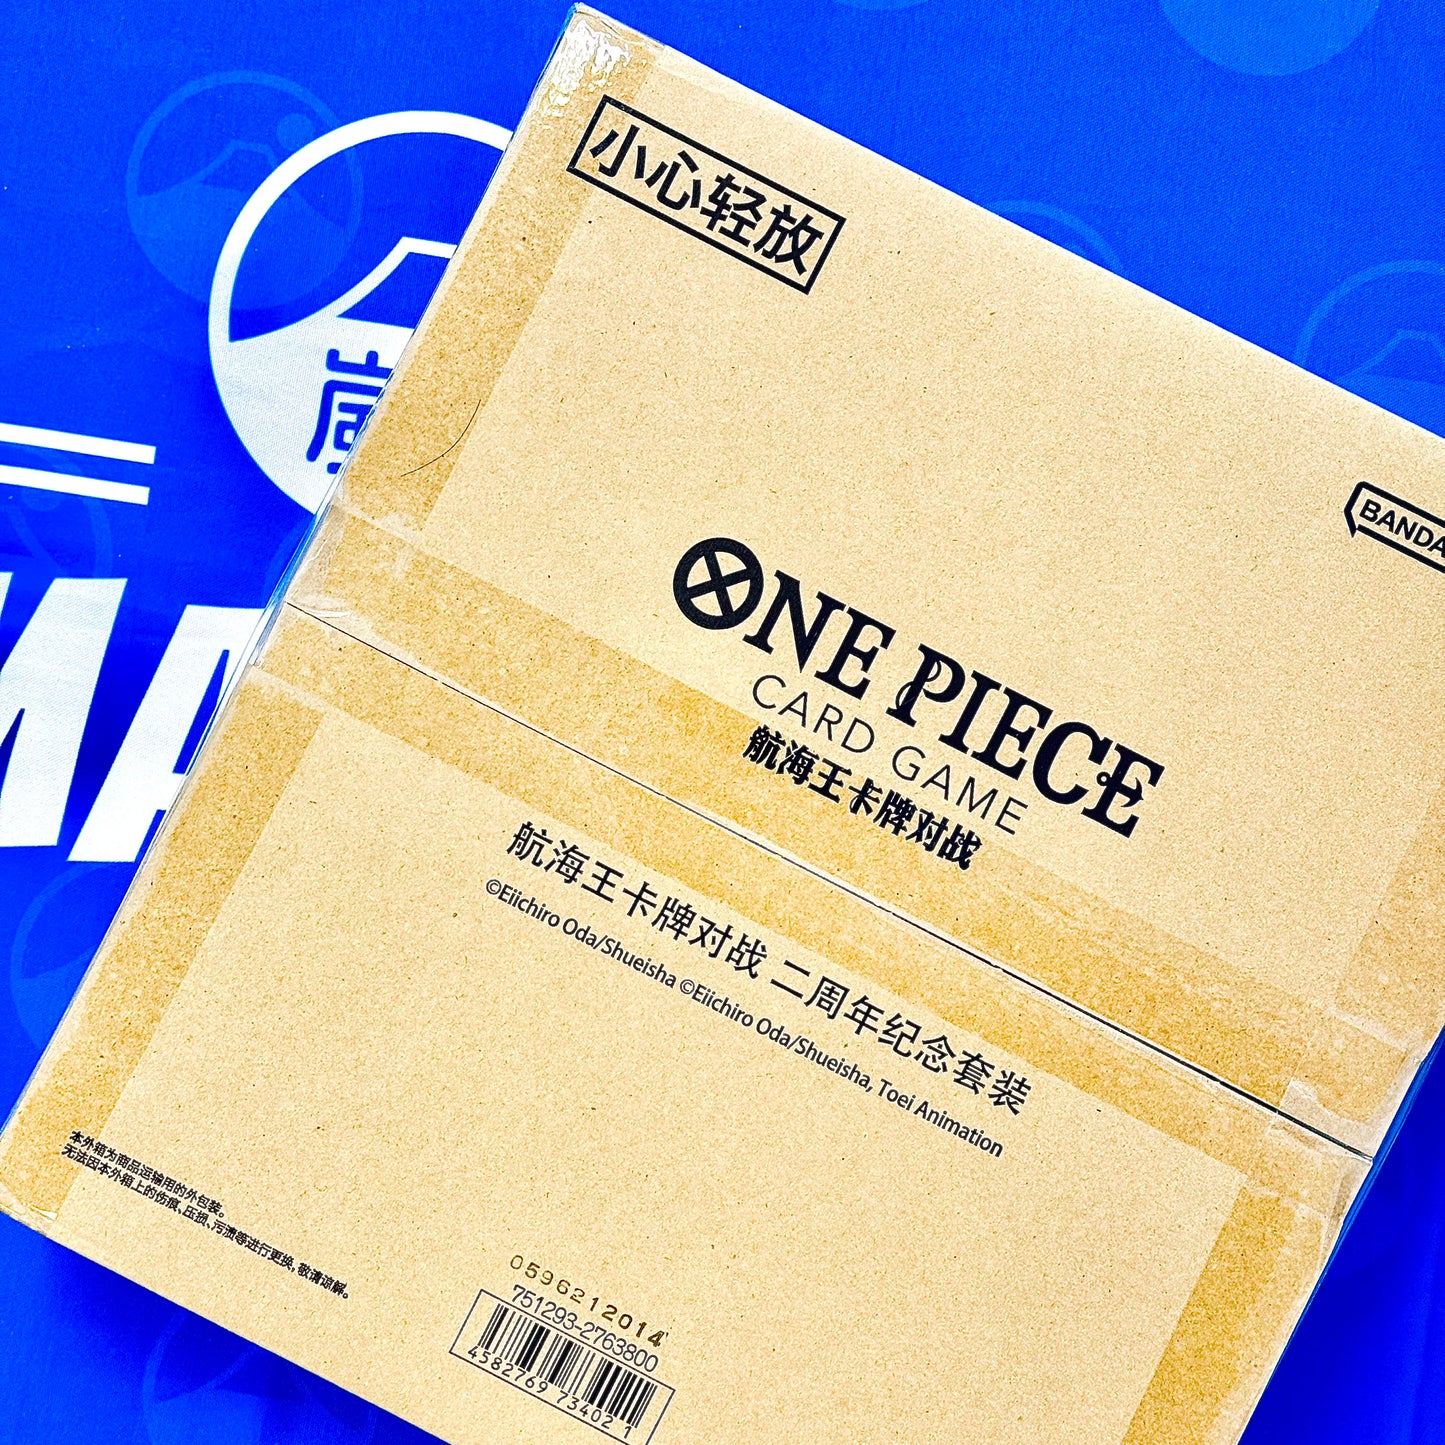 小心轻放
嵐
BANDA
MA
ONE PIECE
CARD GAME
航海王卡牌对战
航海王卡牌对战 二周年纪念套装
©Eiichiro Oda/Shueisha ©Eiichiro Oda/Shueisha, Toei Animation
本外箱为商品运输用的外包装。
无法因本外箱上的伤痕、压损、污渍等进行更换，敬请谅解。
0596212014
751293-2763800
4582769 73402 1